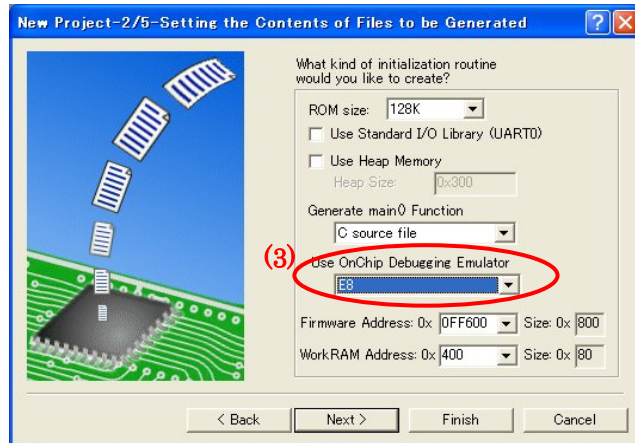 New Project-2/5-Setting the Contents of Files to be Generated
What kind of initialization routine
would you like to create?
ROM size: 128K
Use Standard I/O Library (UART0)
Use Heap Memory
Heap Size: 0x300
Generate main() Function
C source file
(3) Use OnChip Debugging Emulator
E8
Firmware Address: 0x 0FF600 Size: 0x 800
WorkRAM Address: 0x 400 Size: 0x 80
< Back Next > Finish Cancel